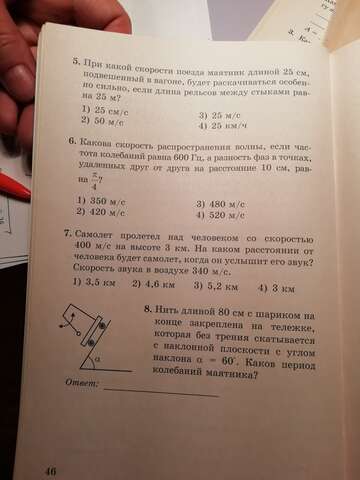 5. При какой скорости поезда маятник длиной 25 см,
подвешенный в вагоне, будет раскачиваться особен-
но сильно, если длина рельсов между стыками рав-
на 25 м?
1) 25 см/с 3) 25 м/с
2) 50 м/с 4) 25 км/ч
6. Какова скорость распространения волны, если час-
тота колебаний равна 600 Гц, а разность фаз в точках,
удаленных друг от друга на расстояние 10 см, рав-
на π/4?
1) 350 м/с 3) 480 м/с
2) 420 м/с 4) 520 м/с
7. Самолет пролетел над человеком со скоростью
400 м/с на высоте 3 км. На каком расстоянии от
человека будет самолет, когда он услышит его звук?
Скорость звука в воздухе 340 м/с.
1) 3,5 км 2) 4,6 км 3) 5,2 км 4) 3 км
8. Нить длиной 80 см с шариком на
конце закреплена на тележке,
которая без трения скатывается
с наклонной плоскости с углом
наклона α = 60°. Каков период
колебаний маятника?
α
Ответ:
46
3.